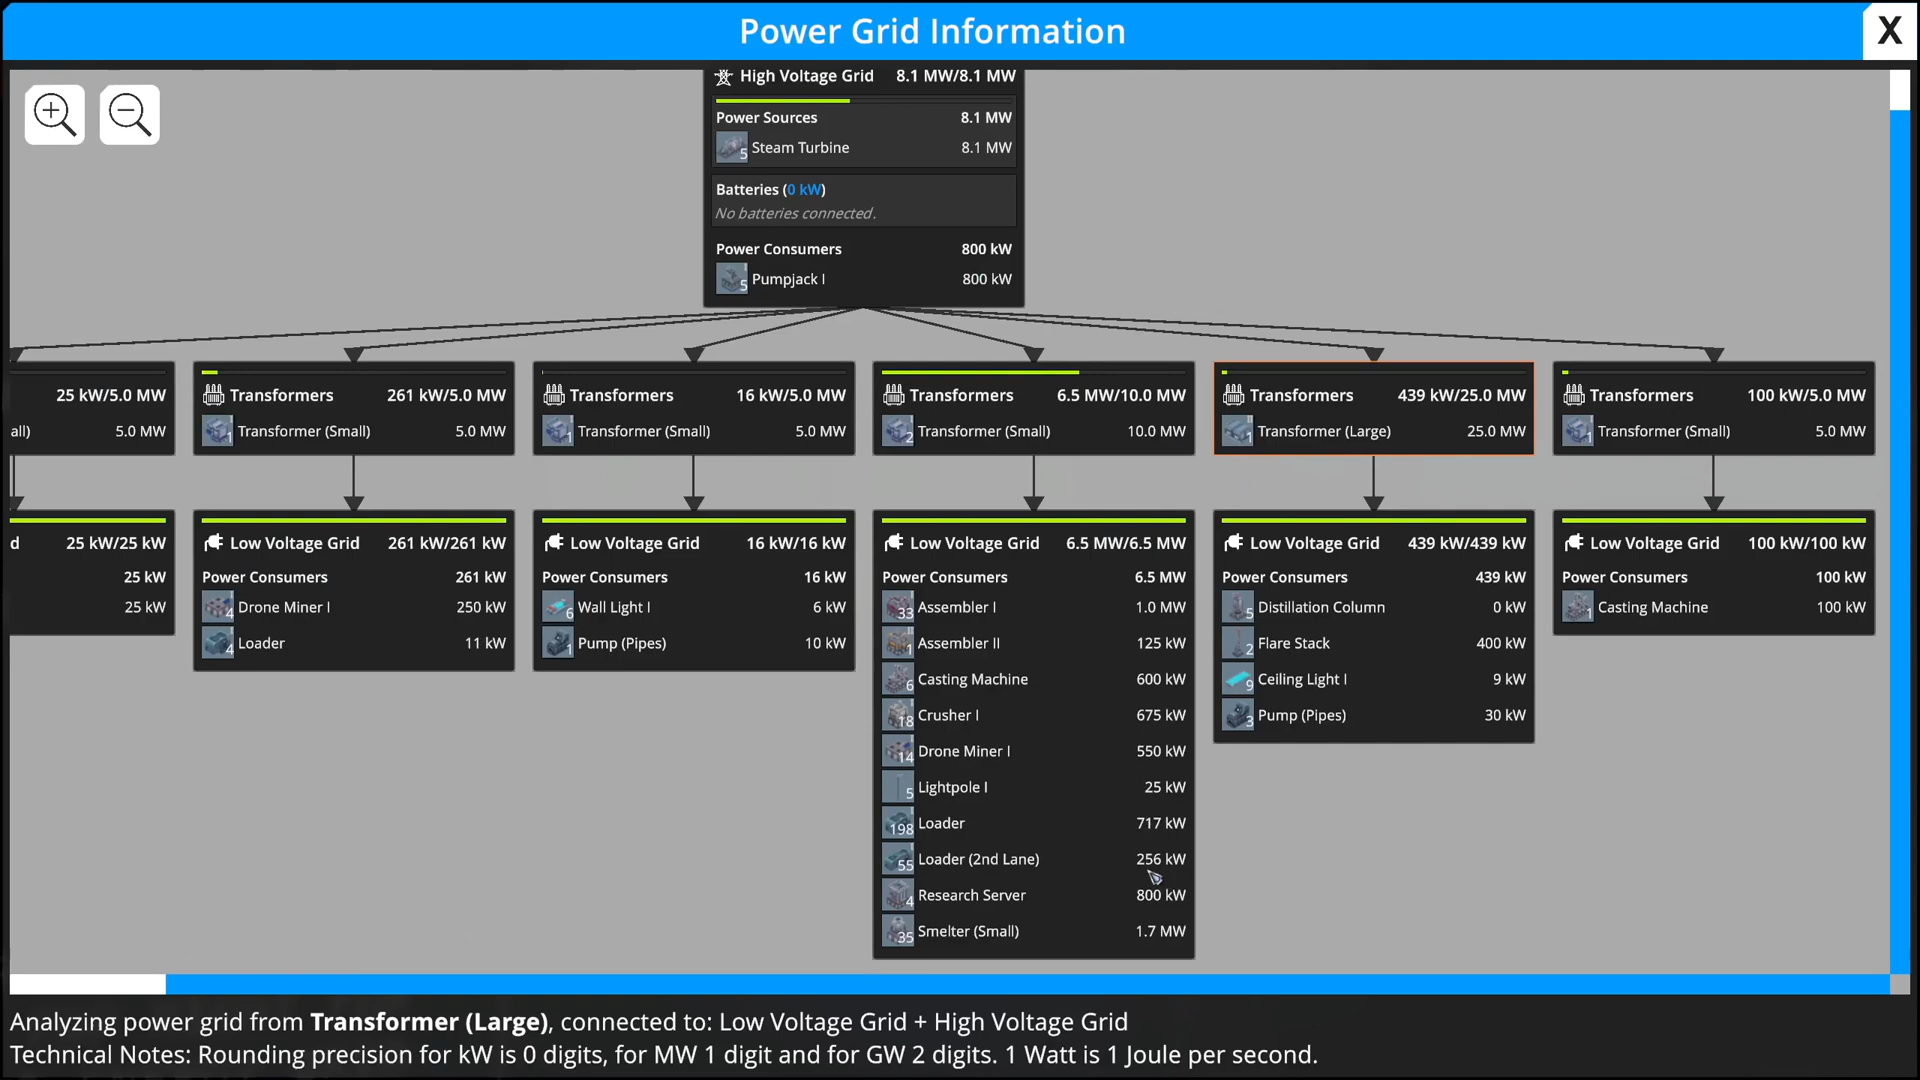 Power Grid Information
X
High Voltage Grid 8.1 MW/8.1 MW
Power Sources 8.1 MW
5 Steam Turbine 8.1 MW
Batteries (0 kW)
No batteries connected.
Power Consumers 800 kW
5 Pumpjack I 800 kW
25 kW/5.0 MW
all) 5.0 MW
d 25 kW/25 kW
25 kW
25 kW
Transformers 261 kW/5.0 MW
1 Transformer (Small) 5.0 MW
Low Voltage Grid 261 kW/261 kW
Power Consumers 261 kW
4 Drone Miner I 250 kW
4 Loader 11 kW
Transformers 16 kW/5.0 MW
1 Transformer (Small) 5.0 MW
Low Voltage Grid 16 kW/16 kW
Power Consumers 16 kW
6 Wall Light I 6 kW
1 Pump (Pipes) 10 kW
Transformers 6.5 MW/10.0 MW
2 Transformer (Small) 10.0 MW
Low Voltage Grid 6.5 MW/6.5 MW
Power Consumers 6.5 MW
33 Assembler I 1.0 MW
1 Assembler II 125 kW
6 Casting Machine 600 kW
18 Crusher I 675 kW
14 Drone Miner I 550 kW
5 Lightpole I 25 kW
198 Loader 717 kW
55 Loader (2nd Lane) 256 kW
4 Research Server 800 kW
35 Smelter (Small) 1.7 MW
Transformers 439 kW/25.0 MW
1 Transformer (Large) 25.0 MW
Low Voltage Grid 439 kW/439 kW
Power Consumers 439 kW
5 Distillation Column 0 kW
2 Flare Stack 400 kW
9 Ceiling Light I 9 kW
3 Pump (Pipes) 30 kW
Transformers 100 kW/5.0 MW
1 Transformer (Small) 5.0 MW
Low Voltage Grid 100 kW/100 kW
Power Consumers 100 kW
1 Casting Machine 100 kW
Analyzing power grid from Transformer (Large), connected to: Low Voltage Grid + High Voltage Grid
Technical Notes: Rounding precision for kW is 0 digits, for MW 1 digit and for GW 2 digits. 1 Watt is 1 Joule per second.